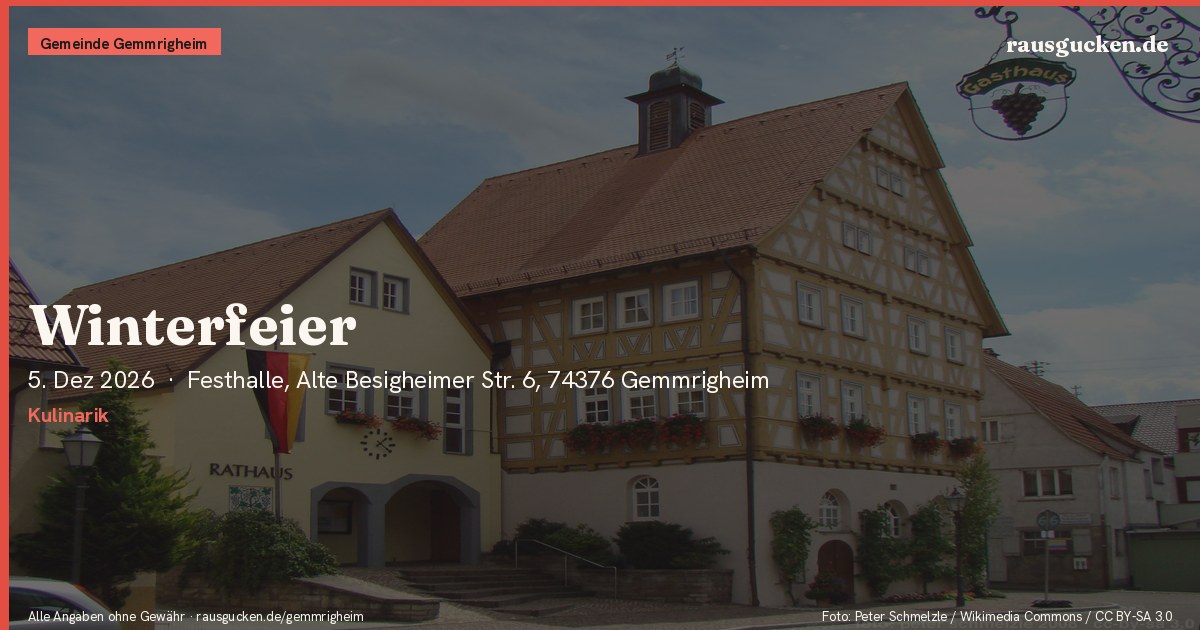 Gemeinde Gemmrigheim
rausgucken.de
Gasthaus
Winterfeier
5. Dez 2026 · Festhalle, Alte Besigheimer Str. 6, 74376 Gemmrigheim
Kulinarik
RATHAUS
Alle Angaben ohne Gewähr · rausgucken.de/gemmrigheim
Foto: Peter Schmelzle / Wikimedia Commons / CC BY-SA 3.0